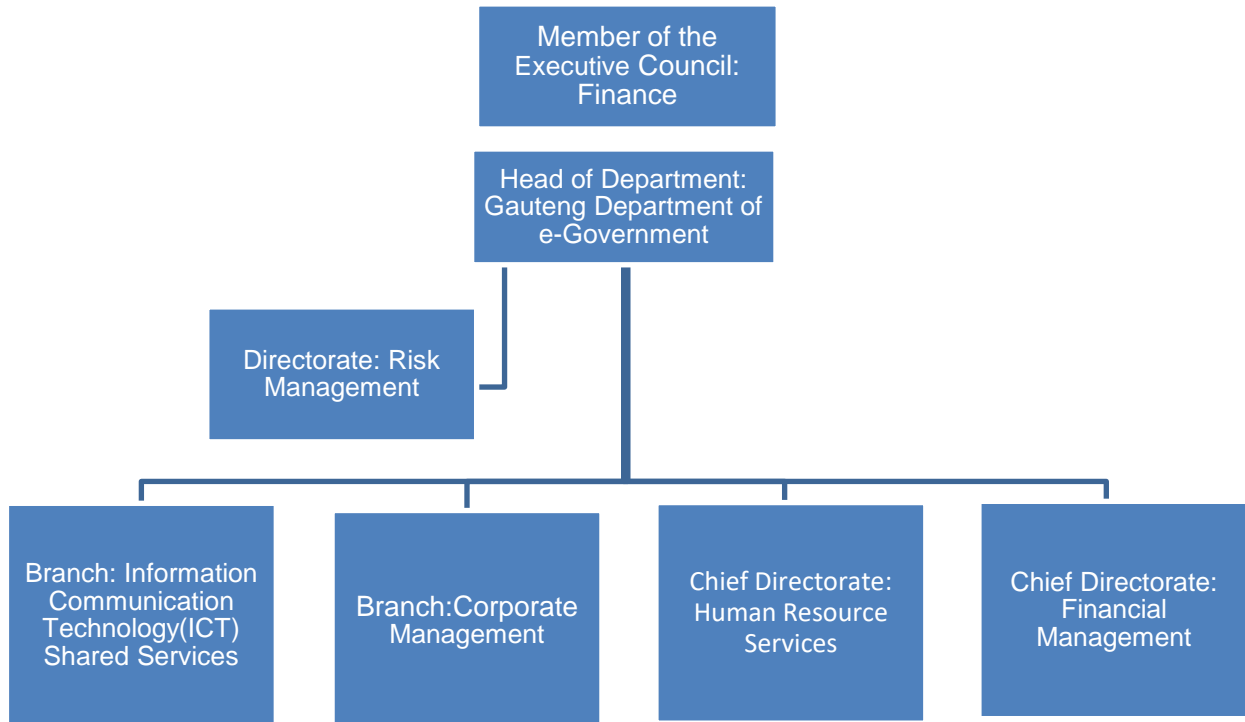 Member of the
Executive Council:
Finance
Head of Department:
Gauteng Department of
e-Government
Directorate: Risk
Management
Branch: Information
Communication
Technology(ICT)
Shared Services
Branch:Corporate
Management
Chief Directorate:
Human Resource
Services
Chief Directorate:
Financial
Management